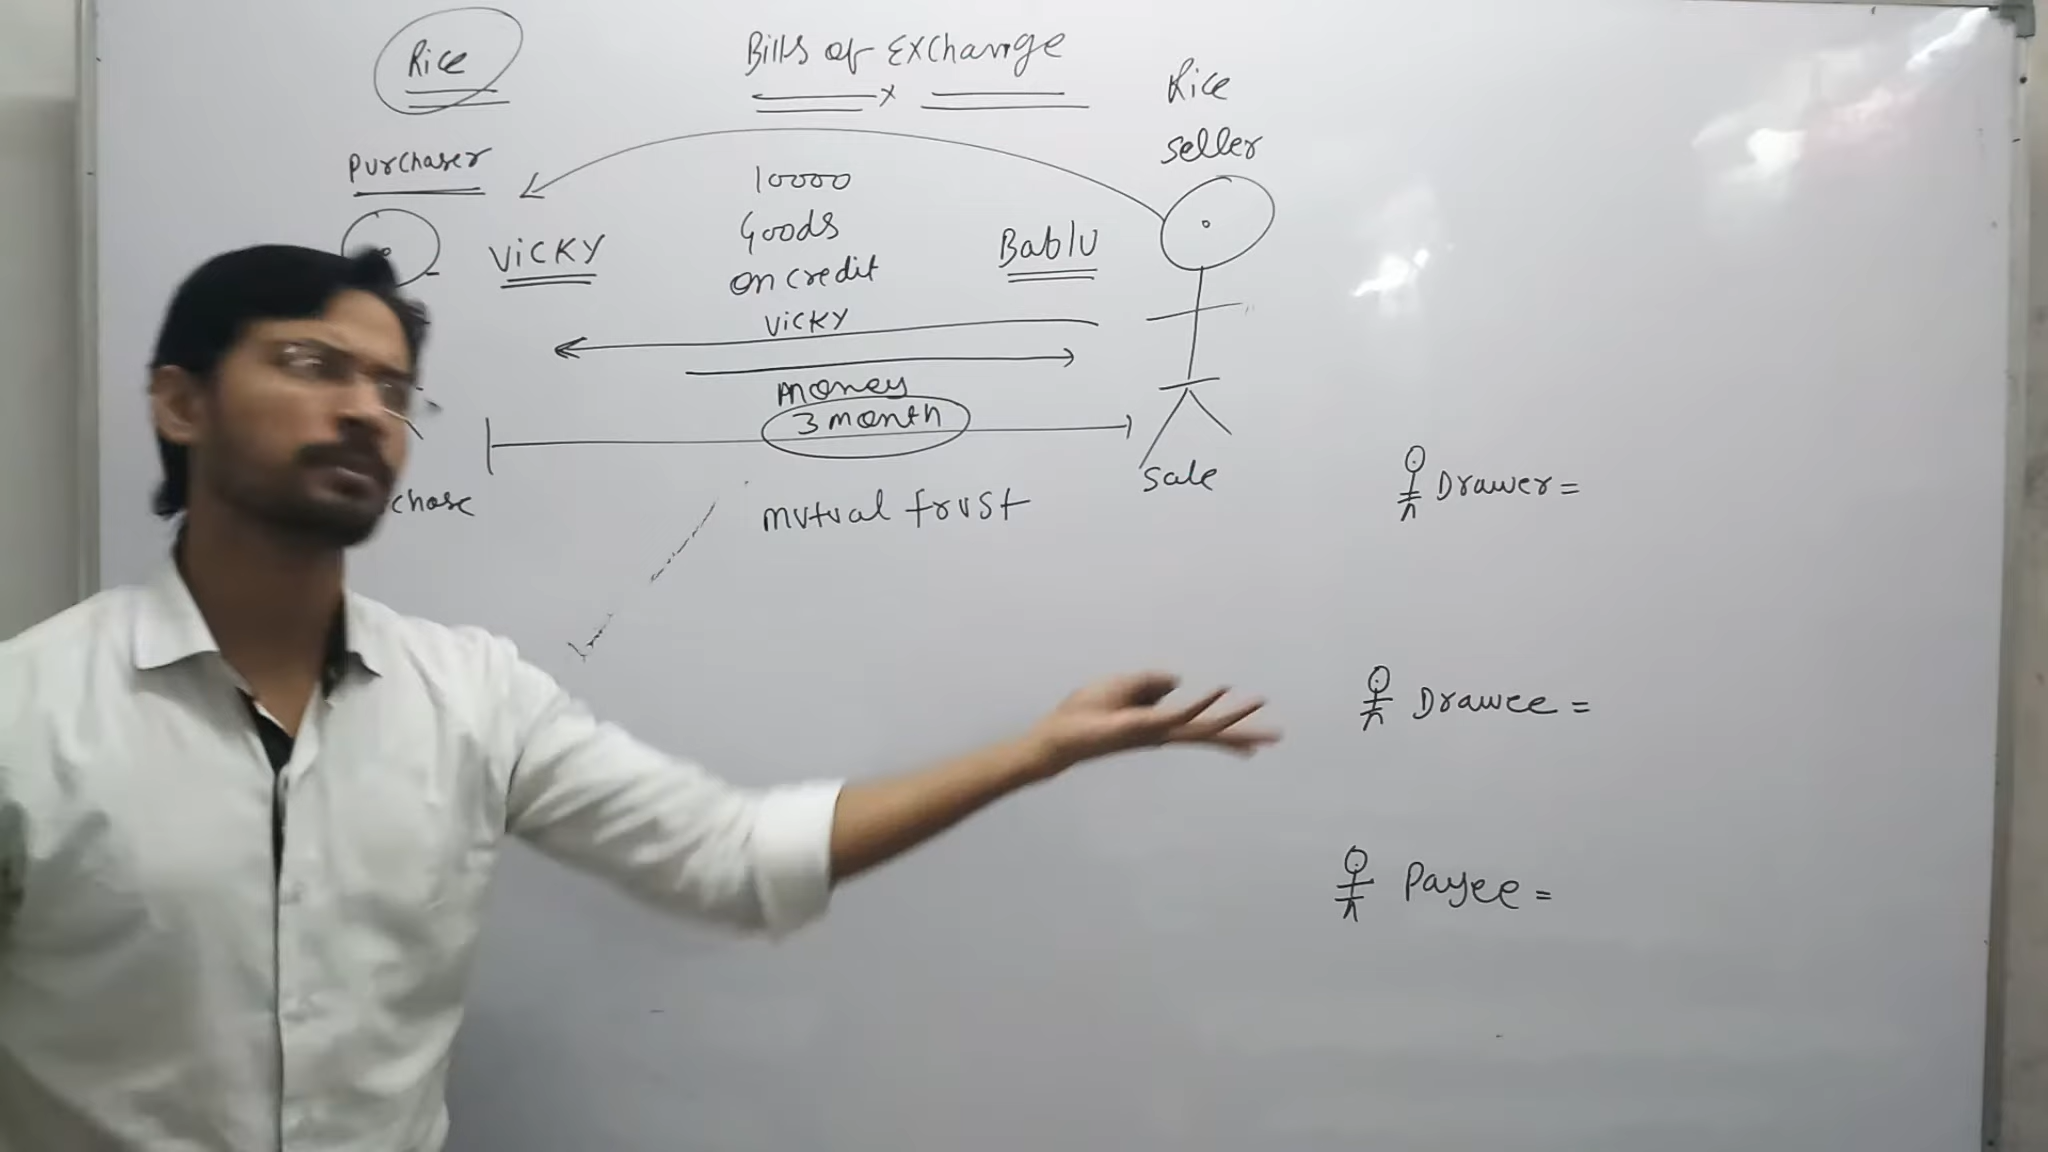 Rice
Bills of Exchange
Rice
seller
Purchaser
10000
Goods
on credit
Vicky
Bablu
Vicky
money
3 month
chase
Sale
mutual trust
Drawer =
Drawee =
Payee =